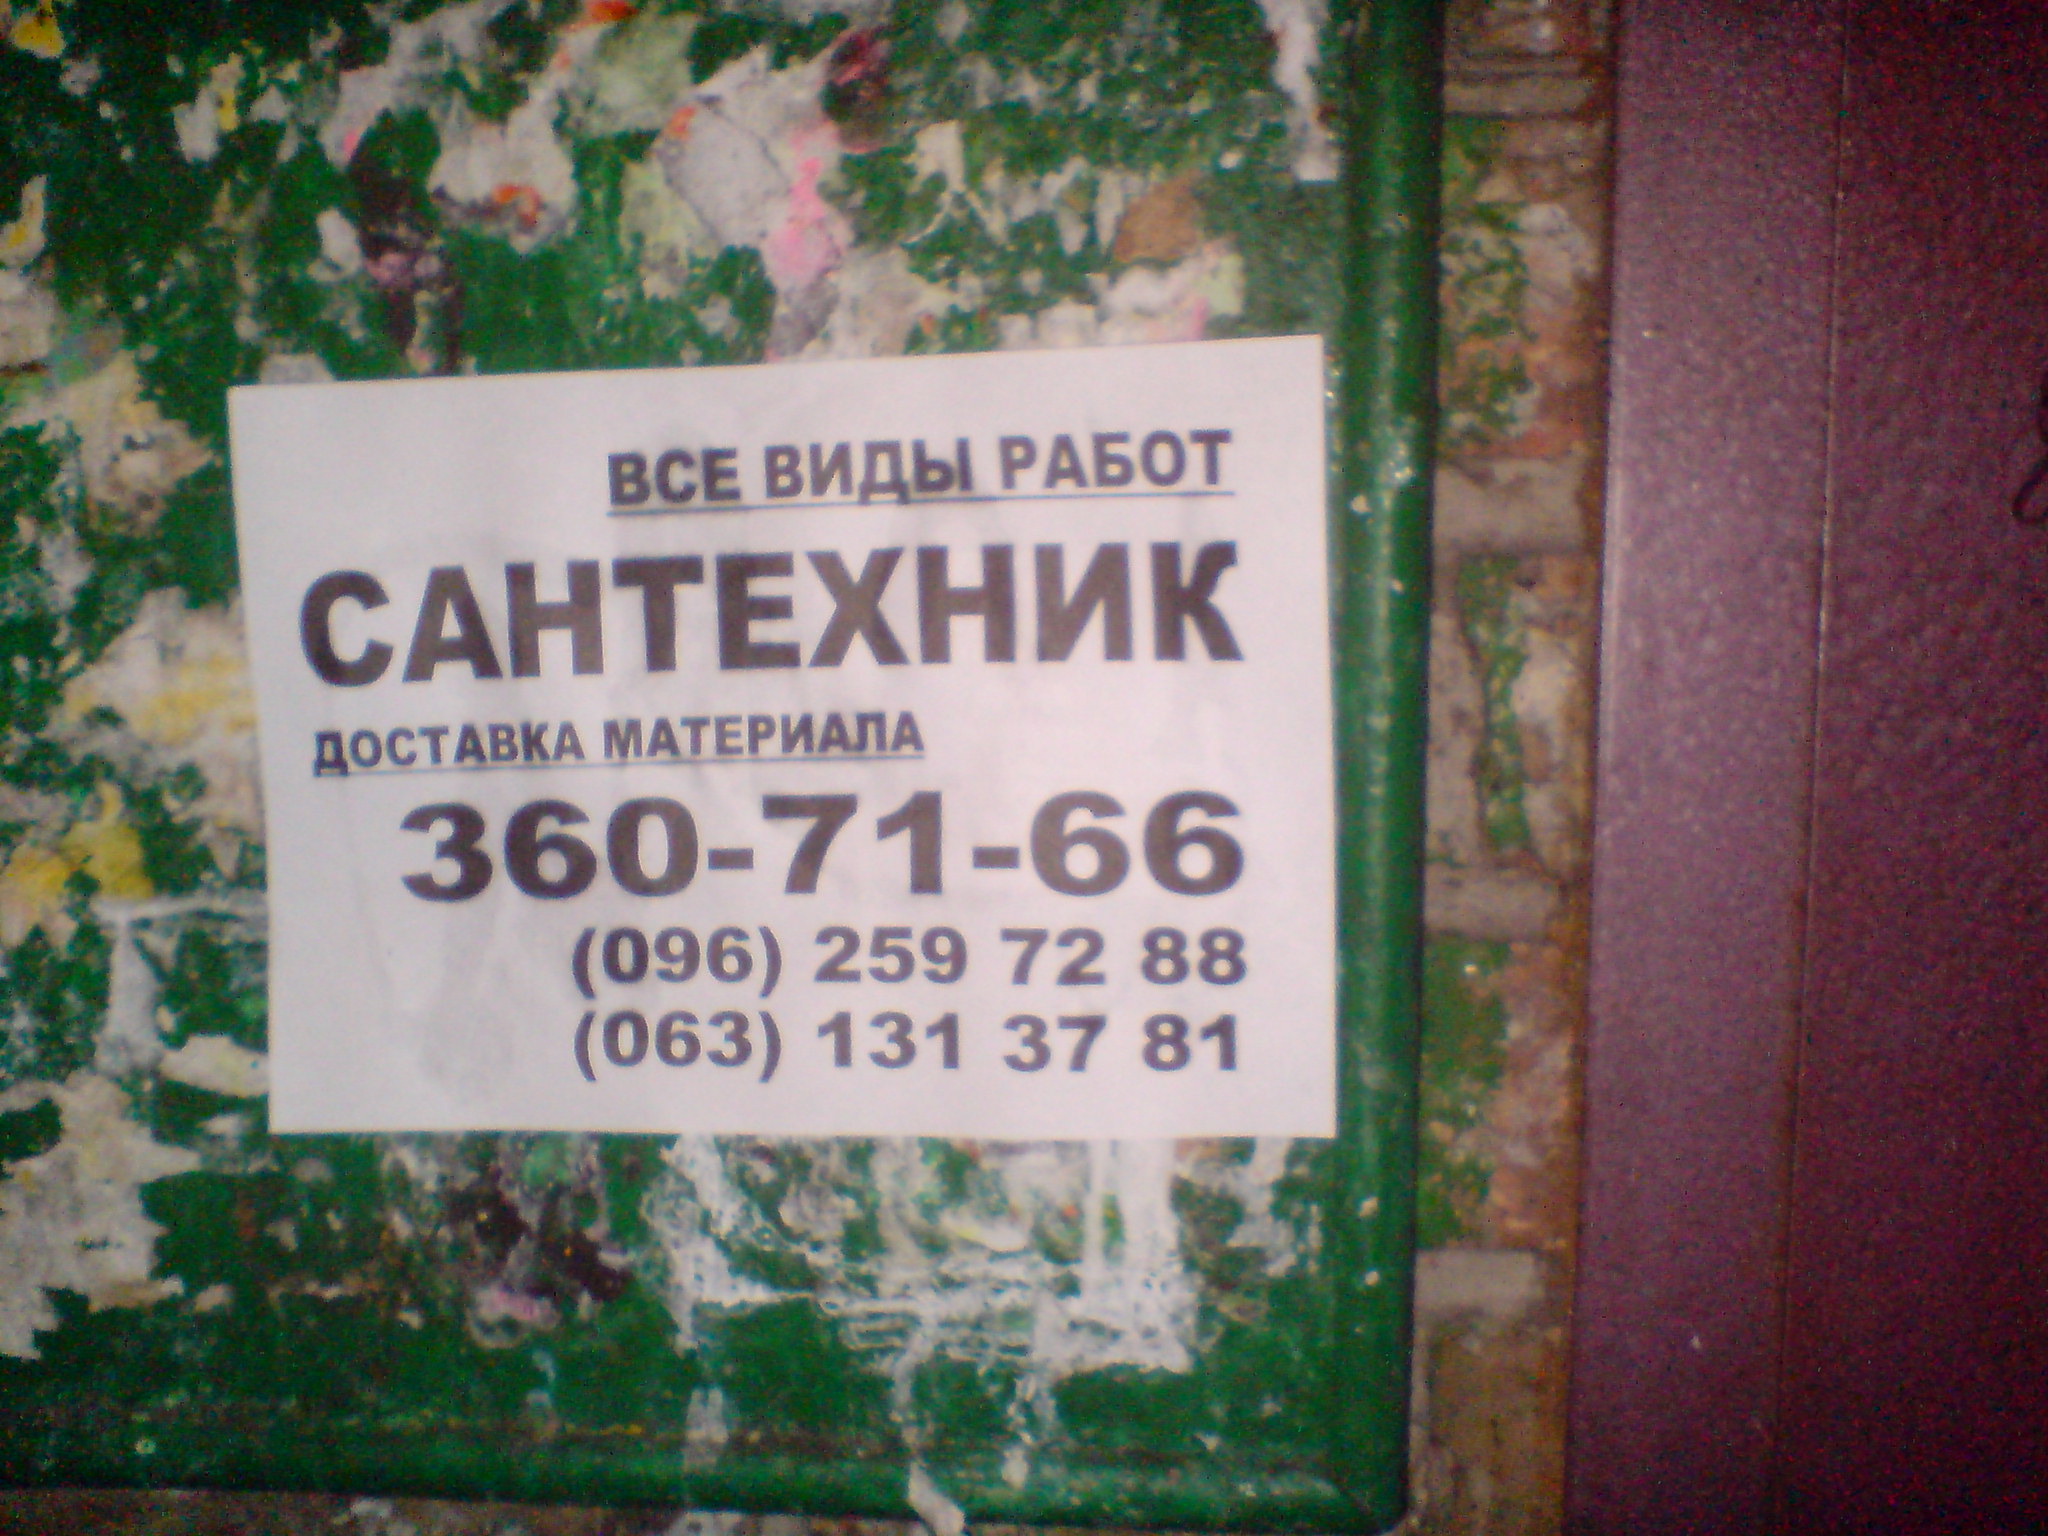 ВСЕ ВИДЫ РАБОТ
САНТЕХНИК
ДОСТАВКА МАТЕРИАЛА
360-71-66
(096) 259 72 88
(063) 131 37 81